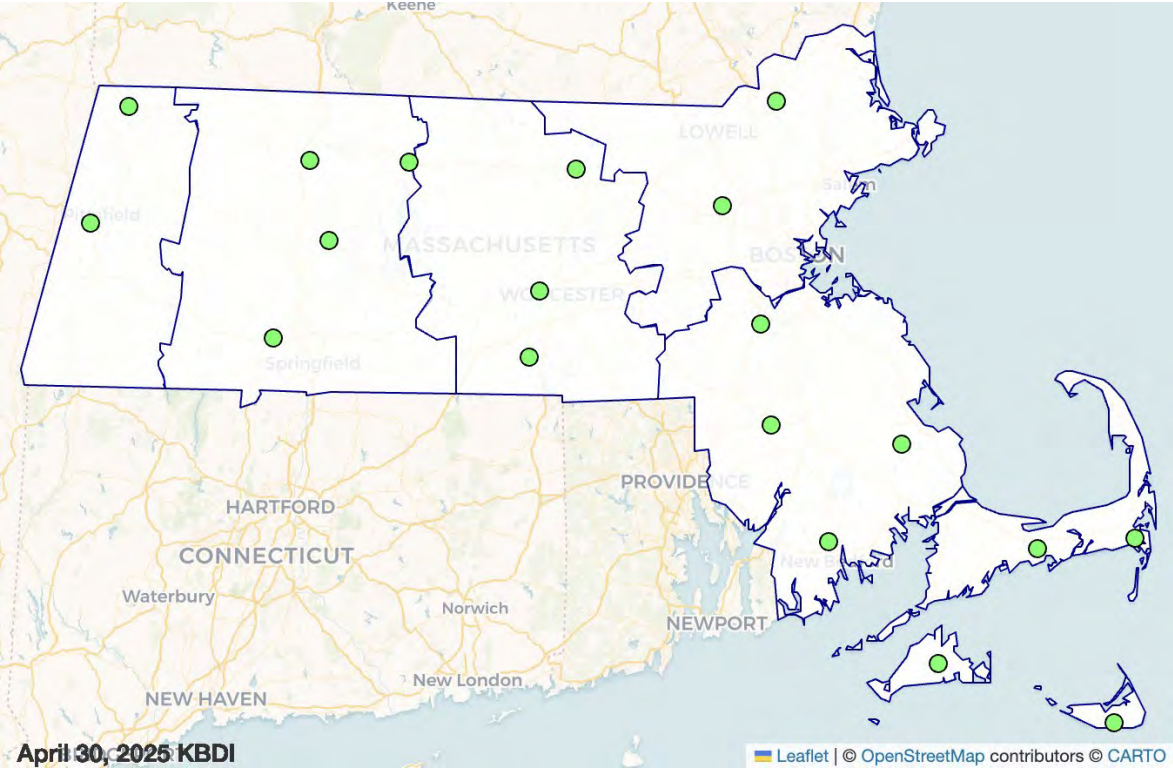 Keene
LOWELL
Salem
Pittsfield
MASSACHUSETTS
BOSTON
WORCESTER
Springfield
PROVIDENCE
HARTFORD
CONNECTICUT
New Bedford
Waterbury
Norwich
NEWPORT
New London
NEW HAVEN
April 30, 2025 KBDI
Leaflet | © OpenStreetMap contributors © CARTO